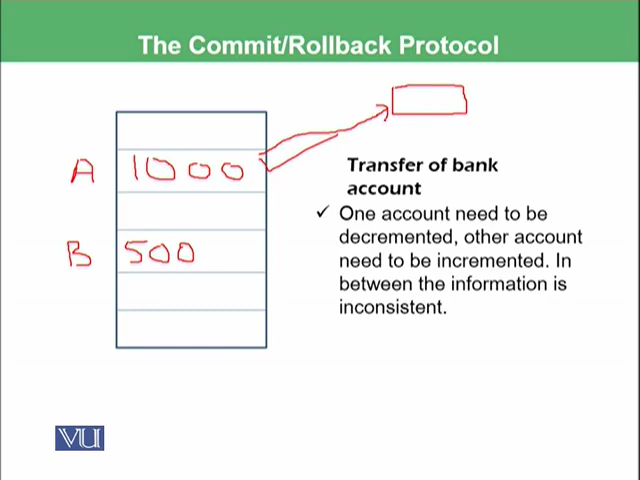 The Commit/Rollback Protocol
A 1000
B 500
Transfer of bank
account
✓ One account need to be
decremented, other account
need to be incremented. In
between the information is
inconsistent.
VU